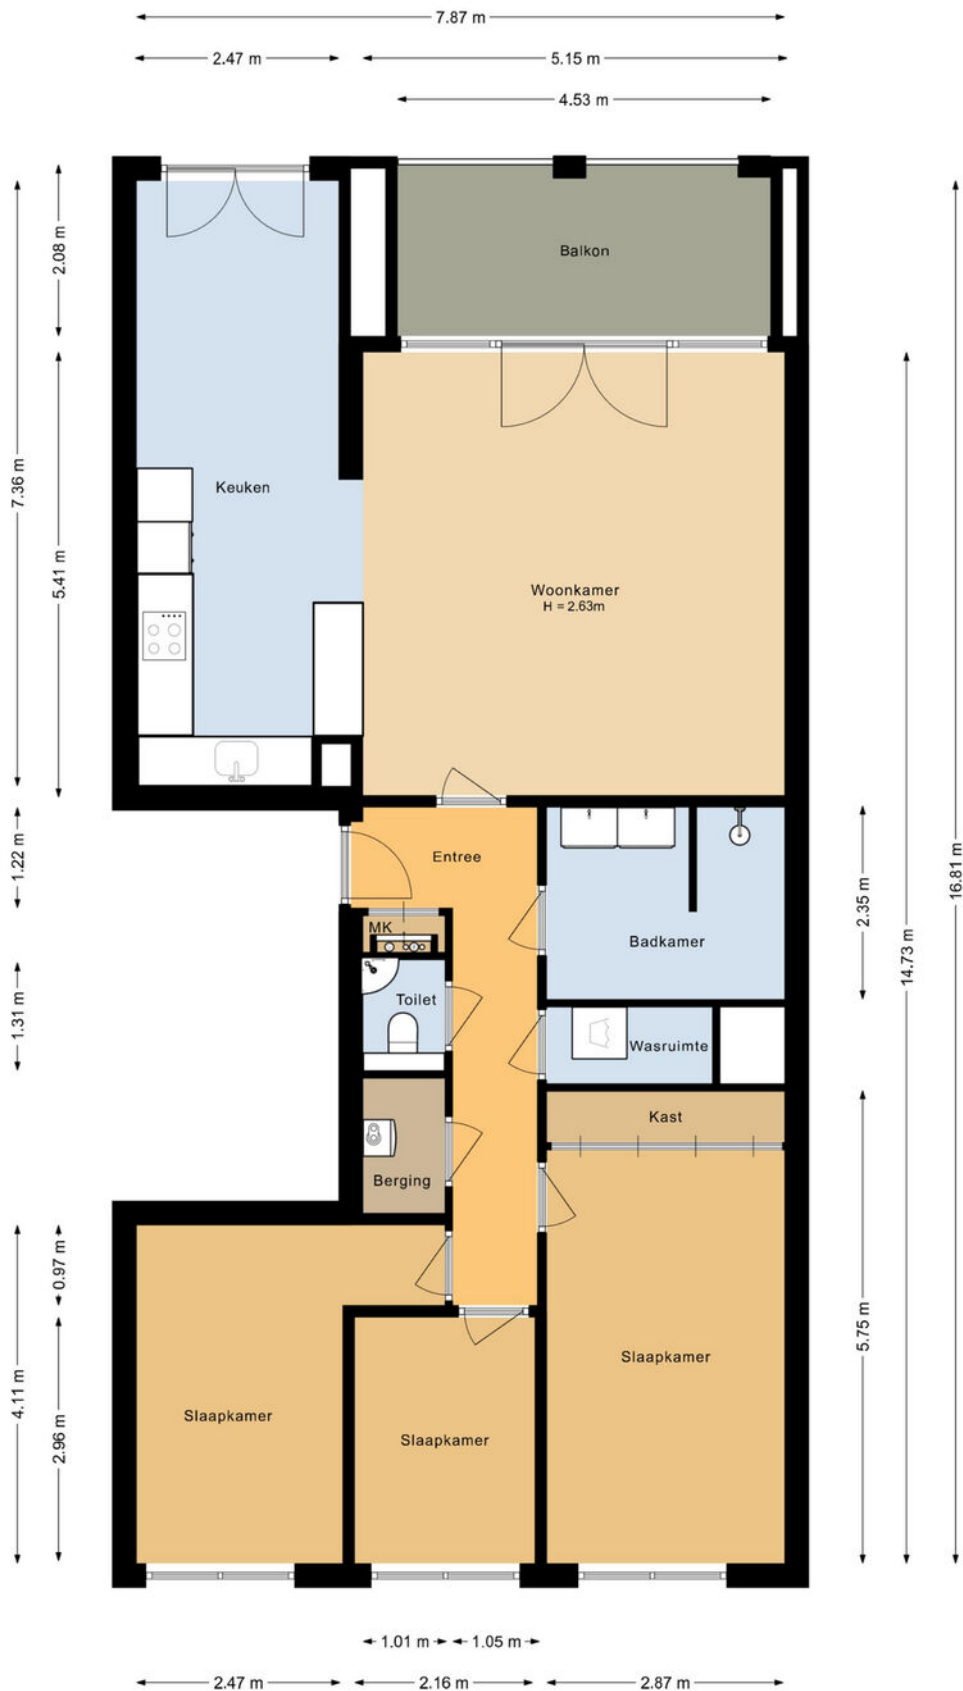 7.87 m
2.47 m
5.15 m
4.53 m
2.08 m
Balkon
7.36 m
Keuken
5.41 m
Woonkamer
H = 2.63m
1.22 m
Entree
16.81 m
2.35 m
MK
Badkamer
14.73 m
1.31 m
Toilet
Wasruimte
Kast
Berging
0.97 m
5.75 m
Slaapkamer
4.11 m
Slaapkamer
2.96 m
Slaapkamer
1.01 m
1.05 m
2.47 m
2.16 m
2.87 m